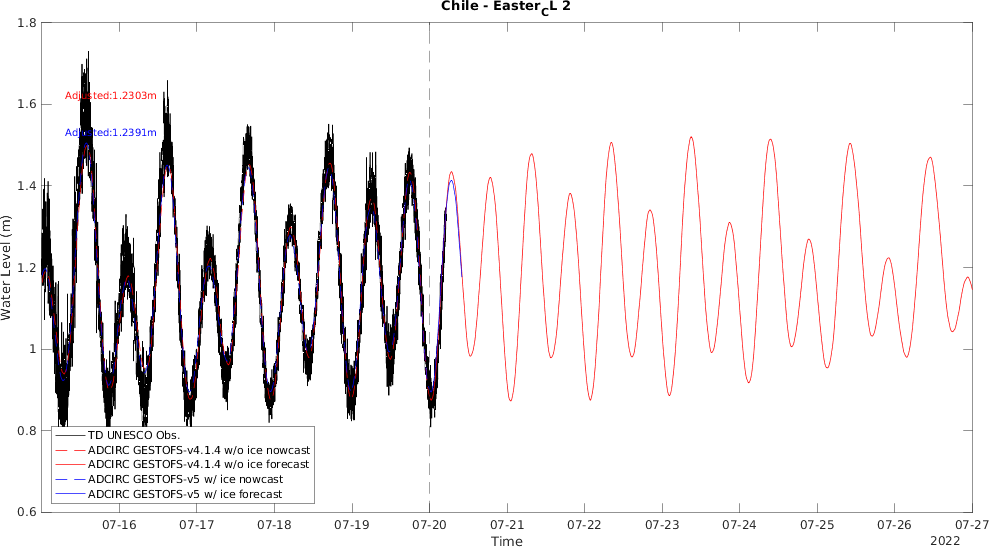 Chile - Easter_CL 2
1.8
1.6
1.4
1.2
1
0.8
0.6
Water Level (m)
Adjusted:1.2303m
Adjusted:1.2391m
TD UNESCO Obs.
ADCIRC GESTOFS-v4.1.4 w/o ice nowcast
ADCIRC GESTOFS-v4.1.4 w/o ice forecast
ADCIRC GESTOFS-v5 w/ ice nowcast
ADCIRC GESTOFS-v5 w/ ice forecast
07-16 07-17 07-18 07-19 07-20 07-21 07-22 07-23 07-24 07-25 07-26 07-27
Time
2022